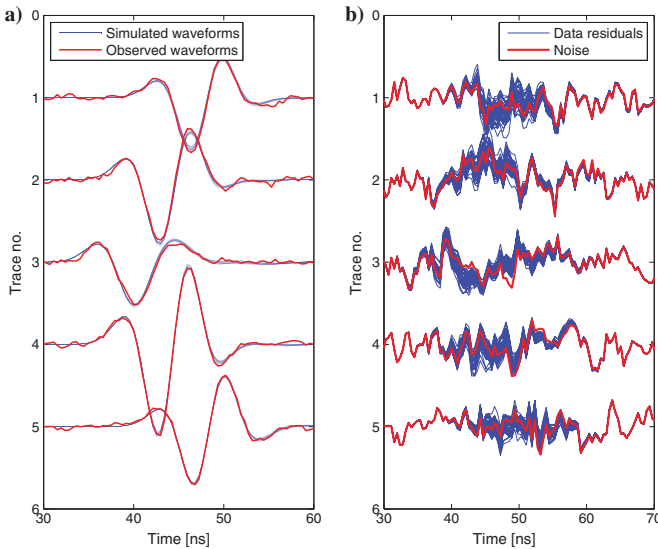 a)
Simulated waveforms
Observed waveforms
0
1
2
3
4
5
6
Trace no.
30
40
50
60
Time [ns]
b)
Data residuals
Noise
0
1
2
3
4
5
6
Trace no.
30
40
50
60
70
Time [ns]